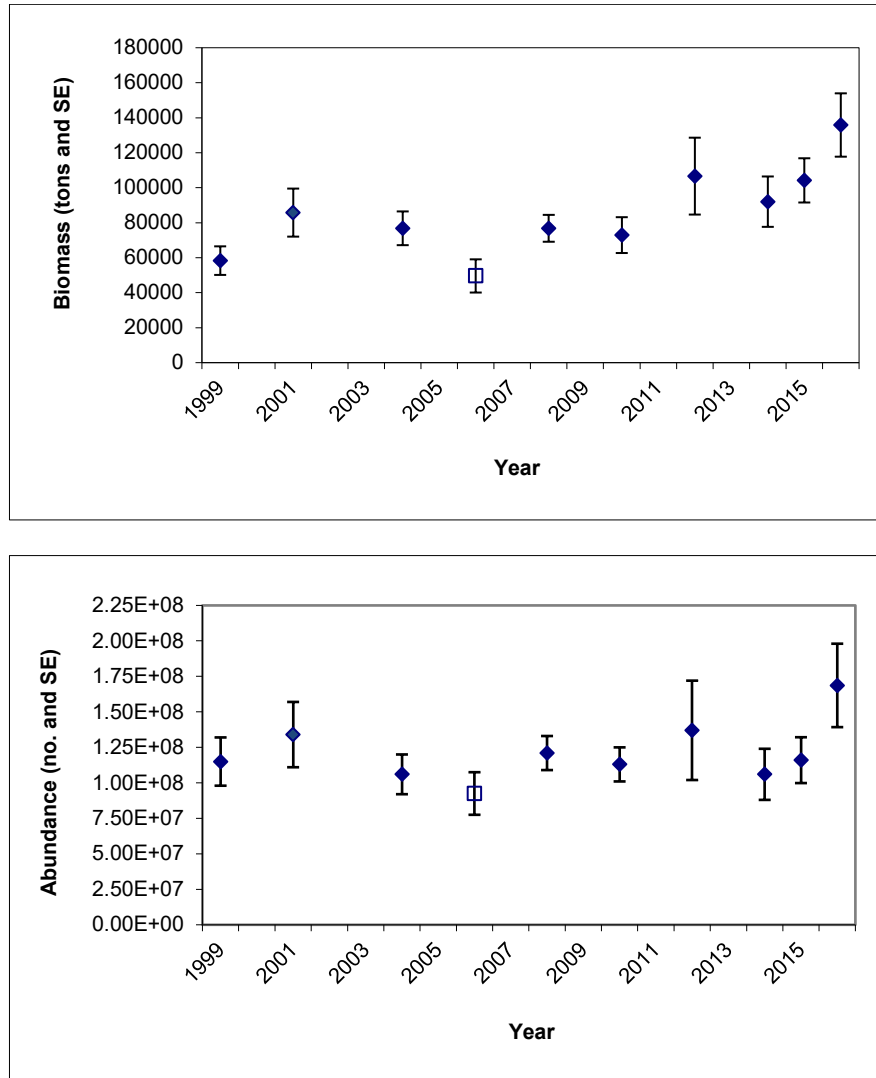 180000
160000
140000
120000
100000
80000
60000
40000
20000
0
Biomass (tons and SE)
1999 2001 2003 2005 2007 2009 2011 2013 2015
Year
2.25E+08
2.00E+08
1.75E+08
1.50E+08
1.25E+08
1.00E+08
7.50E+07
5.00E+07
2.50E+07
0.00E+00
Abundance (no. and SE)
1999 2001 2003 2005 2007 2009 2011 2013 2015
Year